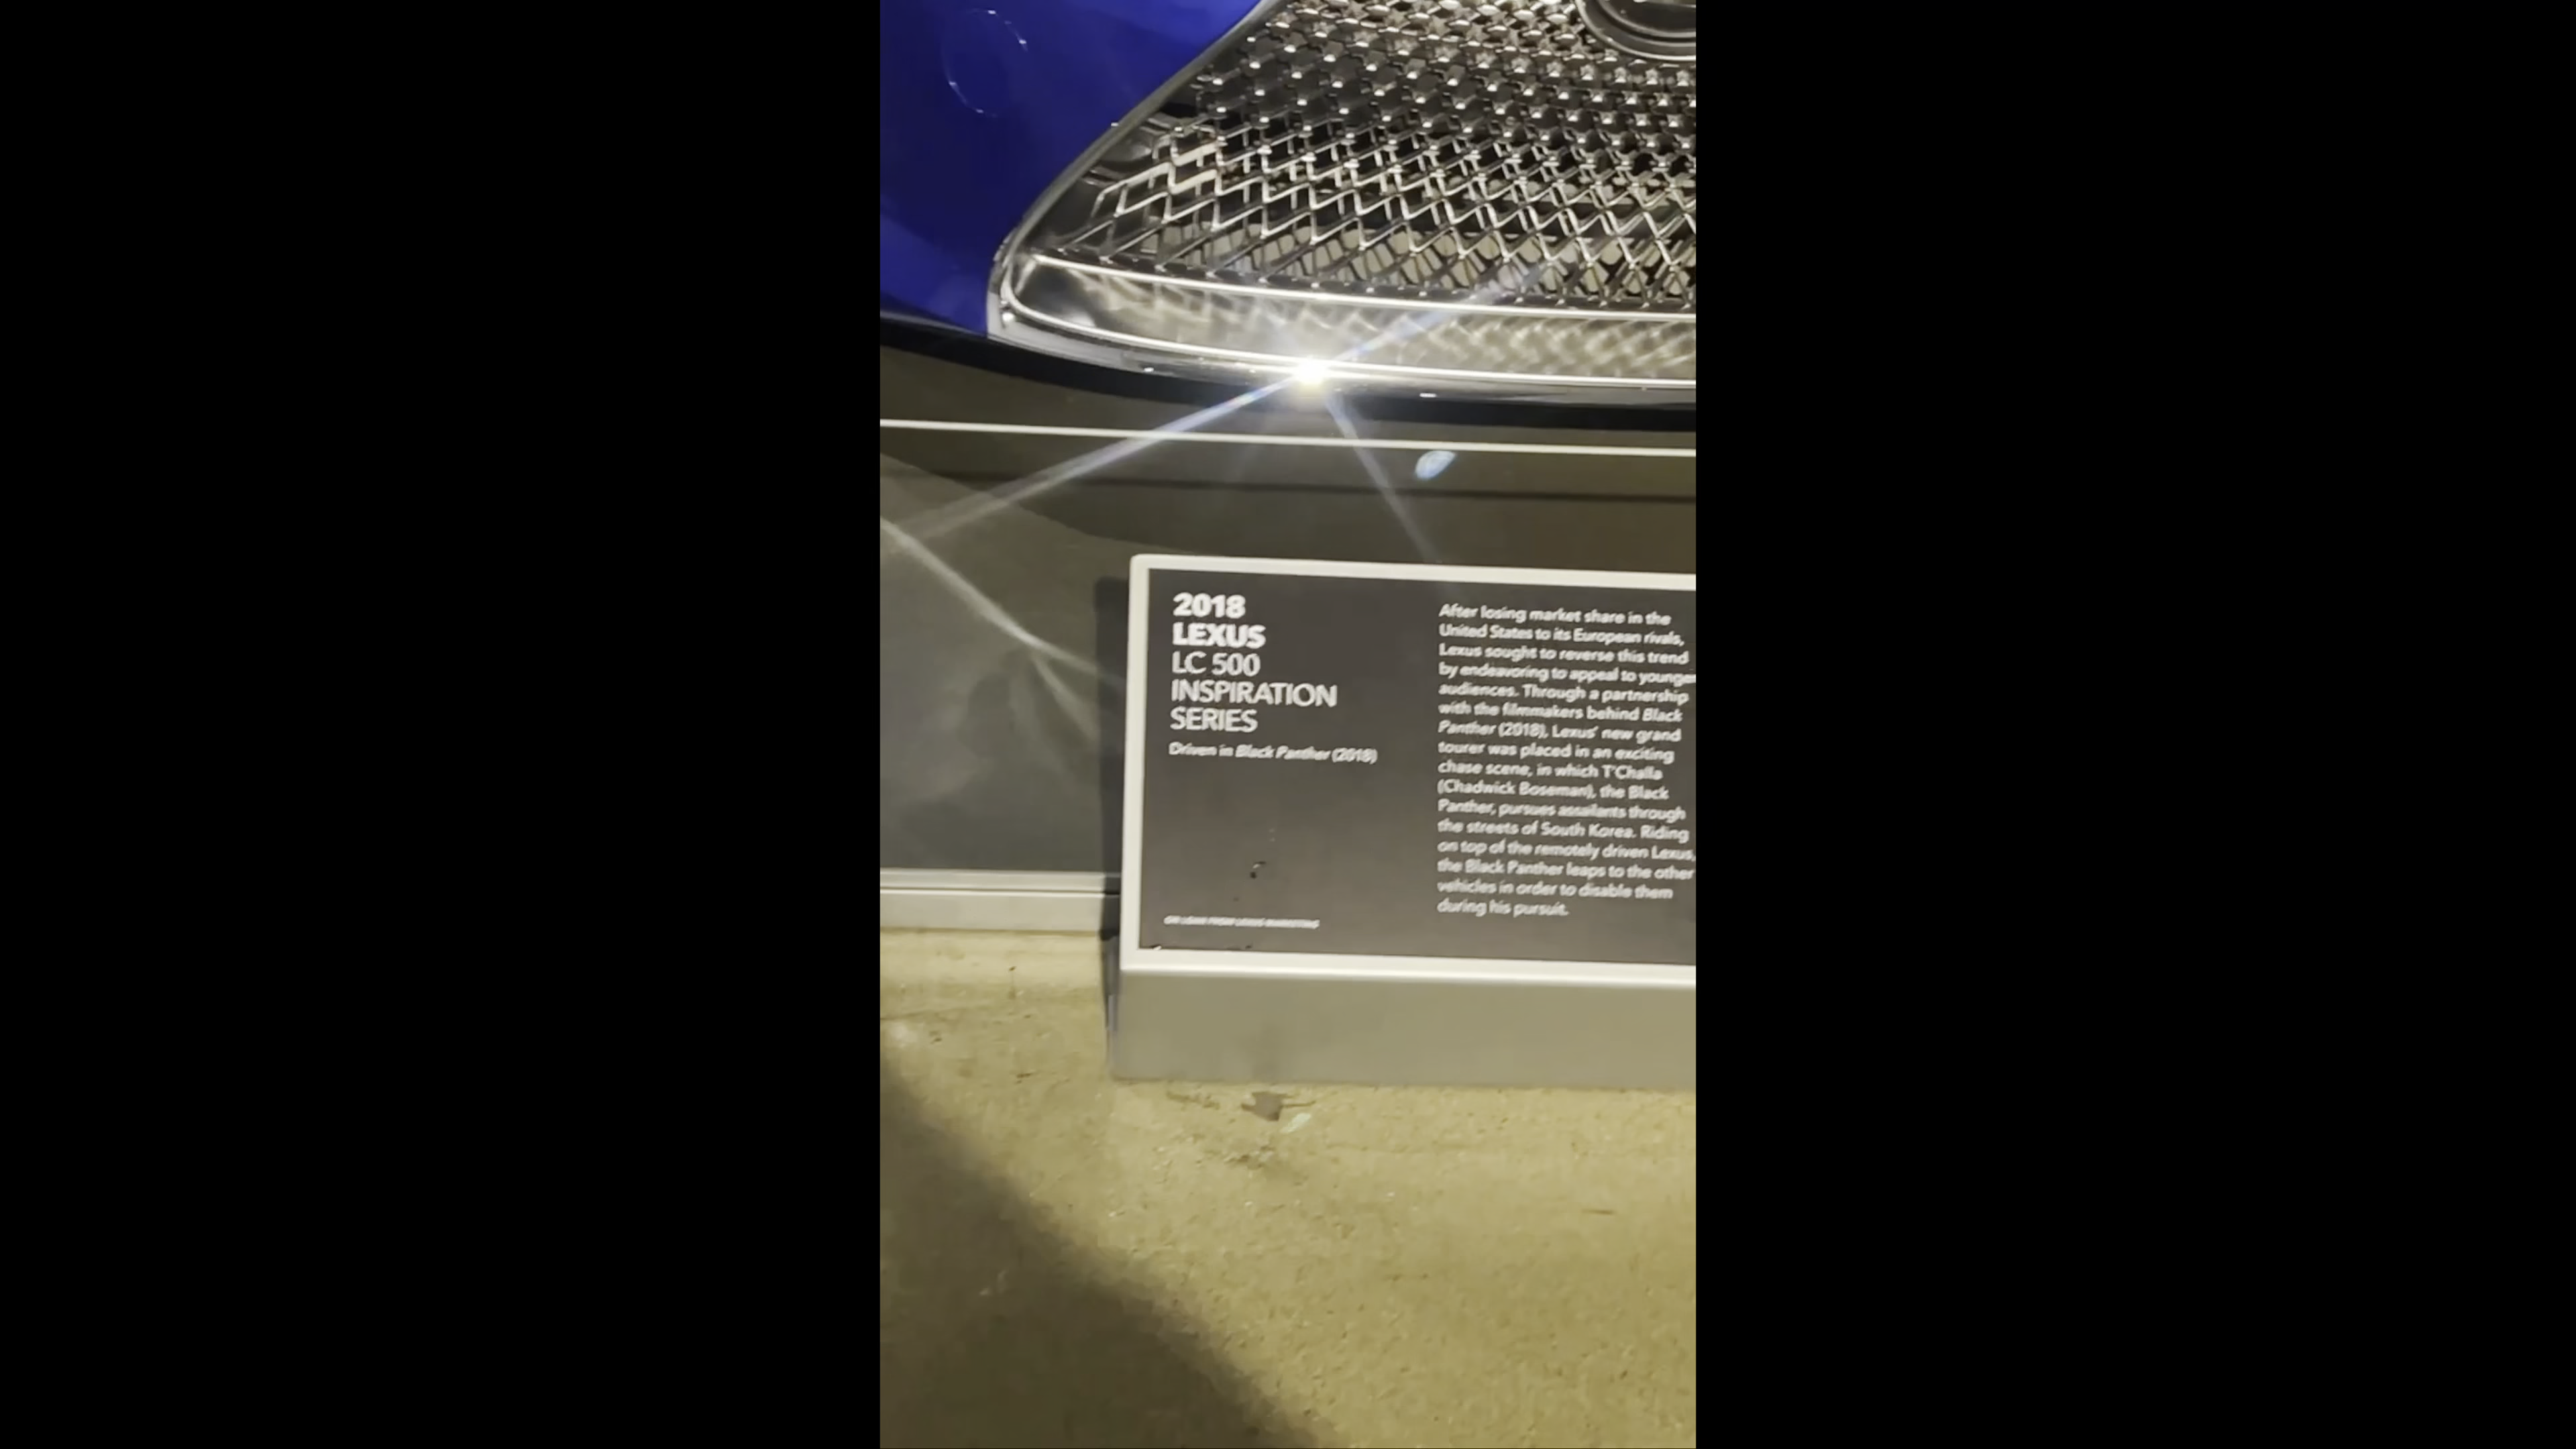 2018
LEXUS
LC 500
INSPIRATION
SERIES
Driven in Black Panther (2018)
ON LOAN FROM LEXUS MARKETING
After losing market share in the
United States to its European rivals,
Lexus sought to reverse this trend
by endeavoring to appeal to younger
audiences. Through a partnership
with the filmmakers behind Black
Panther (2018), Lexus' new grand
tourer was placed in an exciting
chase scene, in which T'Challa
(Chadwick Boseman), the Black
Panther, pursues assailants through
the streets of South Korea. Riding
on top of the remotely driven Lexus,
the Black Panther leaps to the other
vehicles in order to disable them
during his pursuit.